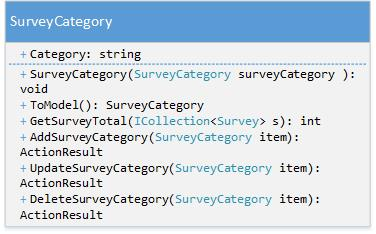 SurveyCategory
+ Category: string
+ SurveyCategory(SurveyCategory surveyCategory ):
void
+ ToModel(): SurveyCategory
+ GetSurveyTotal(ICollection<Survey> s): int
+ AddSurveyCategory(SurveyCategory item):
ActionResult
+ UpdateSurveyCategory(SurveyCategory item):
ActionResult
+ DeleteSurveyCategory(SurveyCategory item):
ActionResult